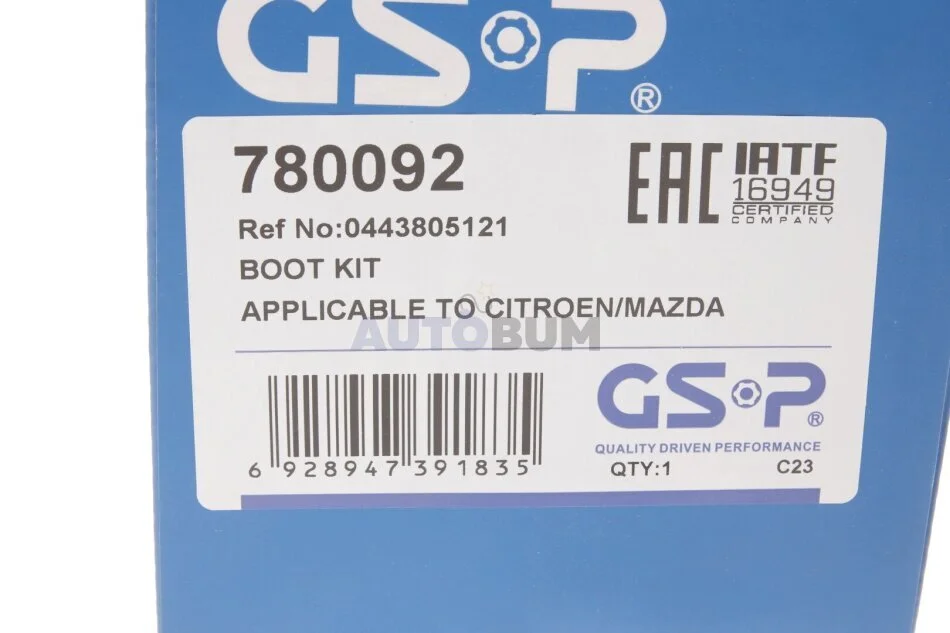 GSP®
780092
EAC
IATF
16949
CERTIFIED
COMPANY
Ref No:0443805121
BOOT KIT
APPLICABLE TO CITROEN/MAZDA
AUTOBUM
6 928947 391835
GSP®
QUALITY DRIVEN PERFORMANCE
QTY:1 C23